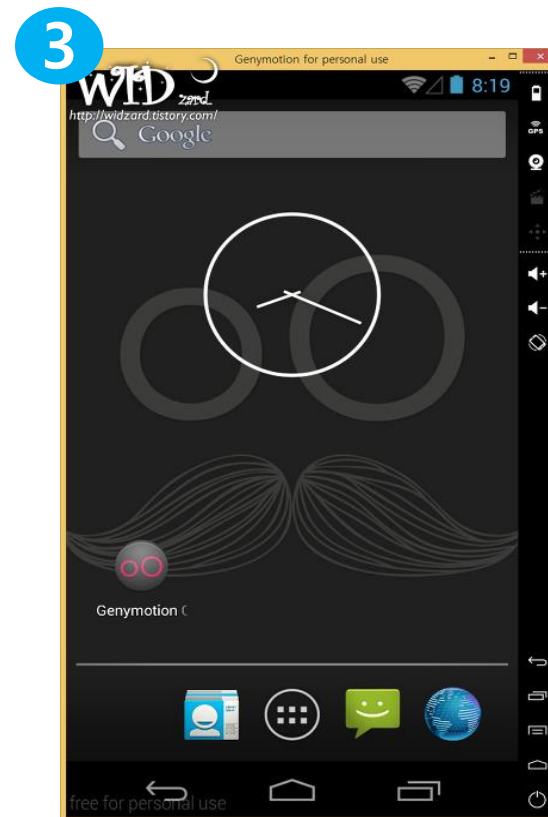 3
Genymotion for personal use
WID
zard
http://widzard.tistory.com/
8:19
Google
GPS
Genymotion C
free for personal use